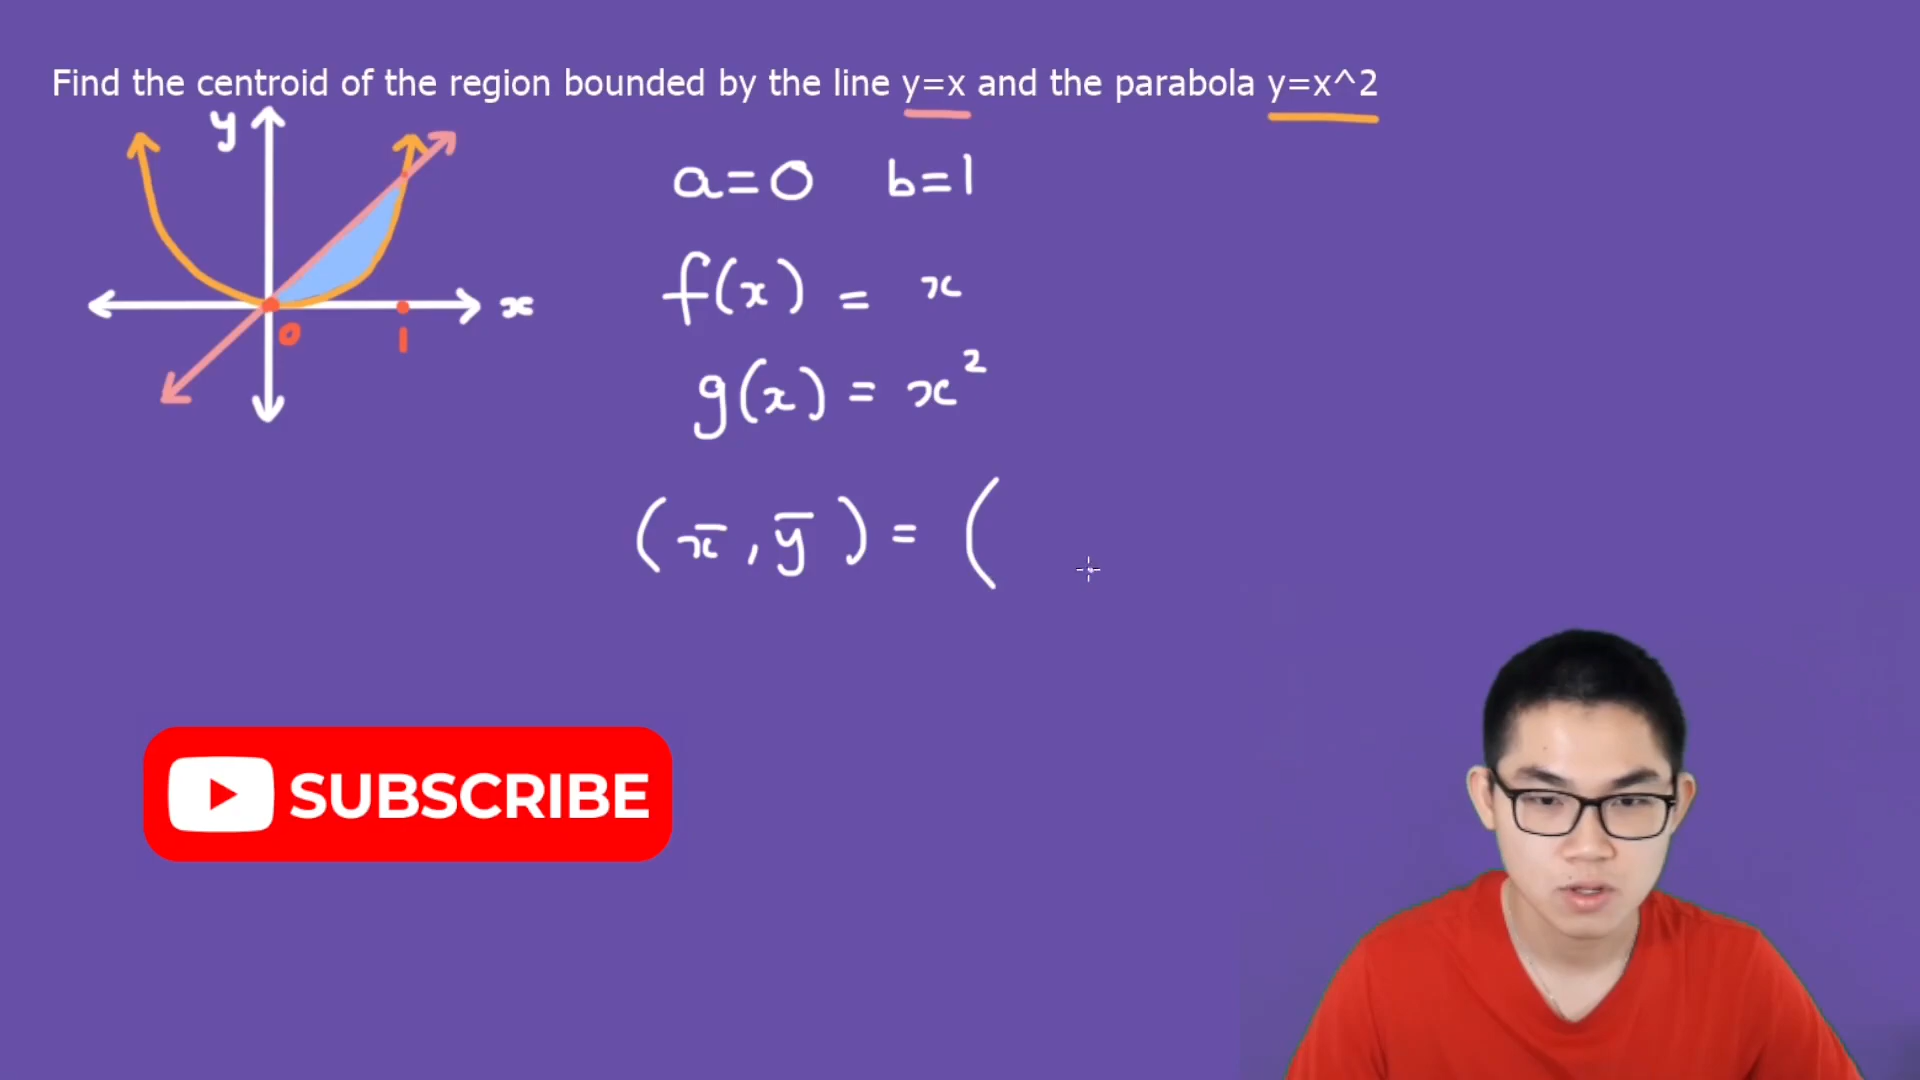 Find the centroid of the region bounded by the line y=x and the parabola y=x^2
y
x
0
1
a=0 b=1
f(x) = x
g(x) = x²
(x̄, ȳ) = (
SUBSCRIBE